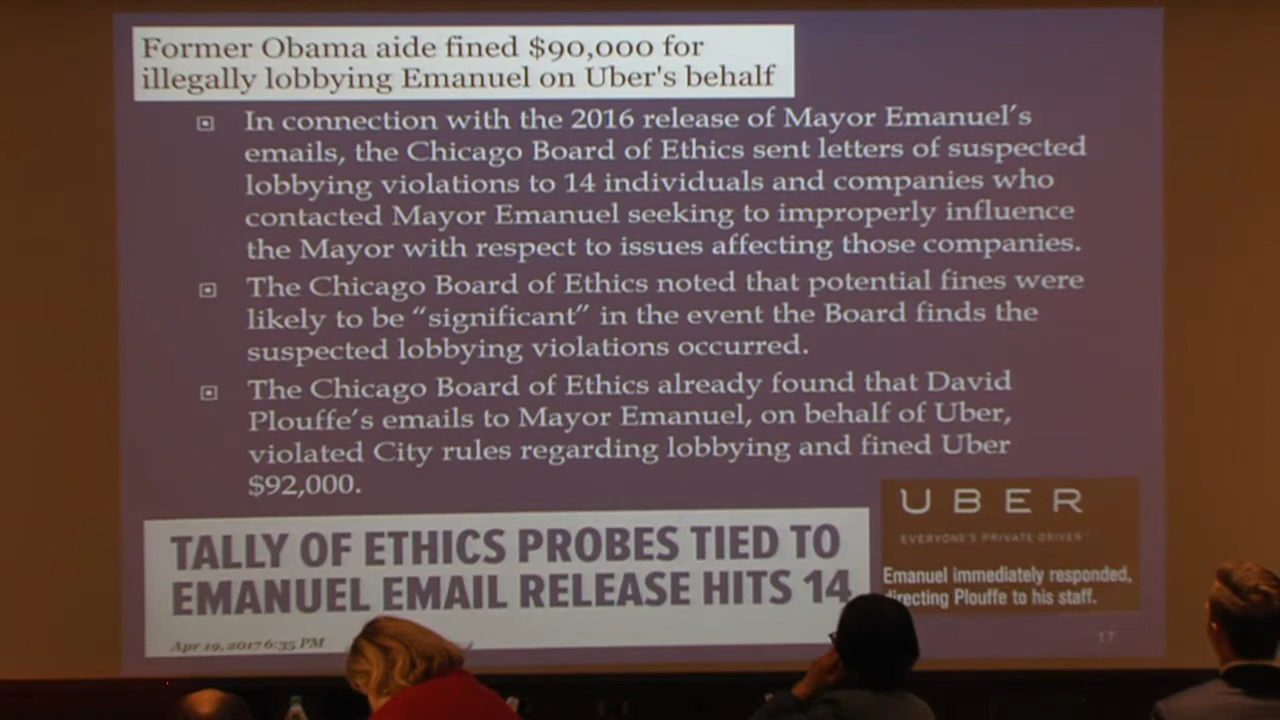 Former Obama aide fined $90,000 for
illegally lobbying Emanuel on Uber's behalf
In connection with the 2016 release of Mayor Emanuel's
emails, the Chicago Board of Ethics sent letters of suspected
lobbying violations to 14 individuals and companies who
contacted Mayor Emanuel seeking to improperly influence
the Mayor with respect to issues affecting those companies.
The Chicago Board of Ethics noted that potential fines were
likely to be “significant” in the event the Board finds the
suspected lobbying violations occurred.
The Chicago Board of Ethics already found that David
Plouffe's emails to Mayor Emanuel, on behalf of Uber,
violated City rules regarding lobbying and fined Uber
$92,000.
TALLY OF ETHICS PROBES TIED TO
EMANUEL EMAIL RELEASE HITS 14
Apr 19, 2017 6:35 PM
UBER
EVERYONE'S PRIVATE DRIVER™
Emanuel immediately responded,
directing Plouffe to his staff.
17